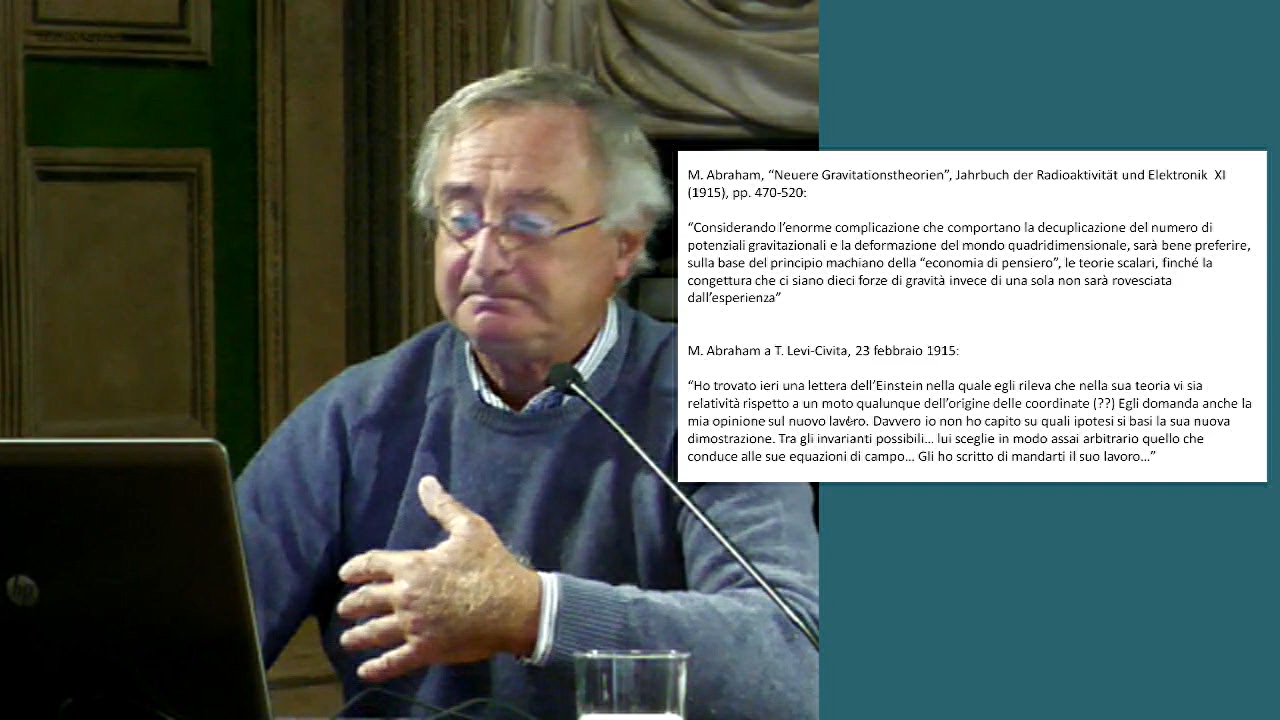 M. Abraham, “Neuere Gravitationstheorien”, Jahrbuch der Radioaktivität und Elektronik XI
(1915), pp. 470-520:
“Considerando l’enorme complicazione che comportano la decuplicazione del numero di
potenziali gravitazionali e la deformazione del mondo quadridimensionale, sarà bene preferire,
sulla base del principio machiano della “economia di pensiero”, le teorie scalari, finché la
congettura che ci siano dieci forze di gravità invece di una sola non sarà rovesciata
dall’esperienza”
M. Abraham a T. Levi-Civita, 23 febbraio 1915:
“Ho trovato ieri una lettera dell’Einstein nella quale egli rileva che nella sua teoria vi sia
relatività rispetto a un moto qualunque dell’origine delle coordinate (??) Egli domanda anche la
mia opinione sul nuovo lavoro. Davvero io non ho capito su quali ipotesi si basi la sua nuova
dimostrazione. Tra gli invarianti possibili… lui sceglie in modo assai arbitrario quello che
conduce alle sue equazioni di campo… Gli ho scritto di mandarti il suo lavoro…”
hp